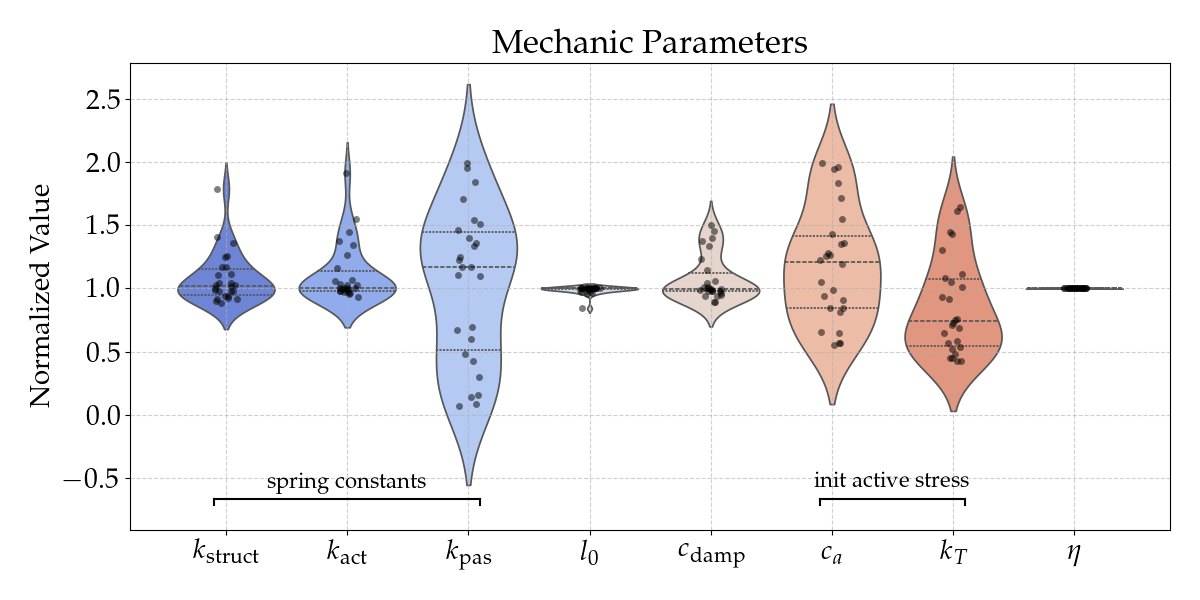 Mechanic Parameters
Normalized Value
2.5
2.0
1.5
1.0
0.5
0.0
−0.5
spring constants
init active stress
k_struct k_act k_pas l_0 c_damp c_a k_T η